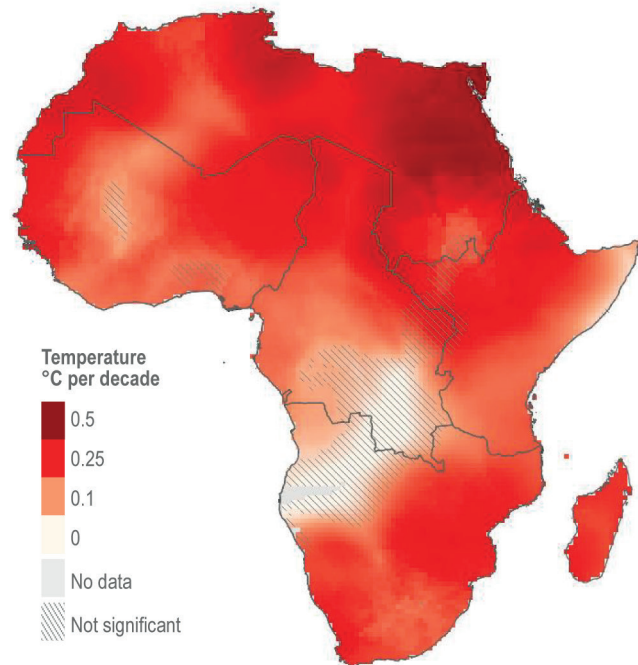 Temperature
°C per decade
0.5
0.25
0.1
0
No data
Not significant